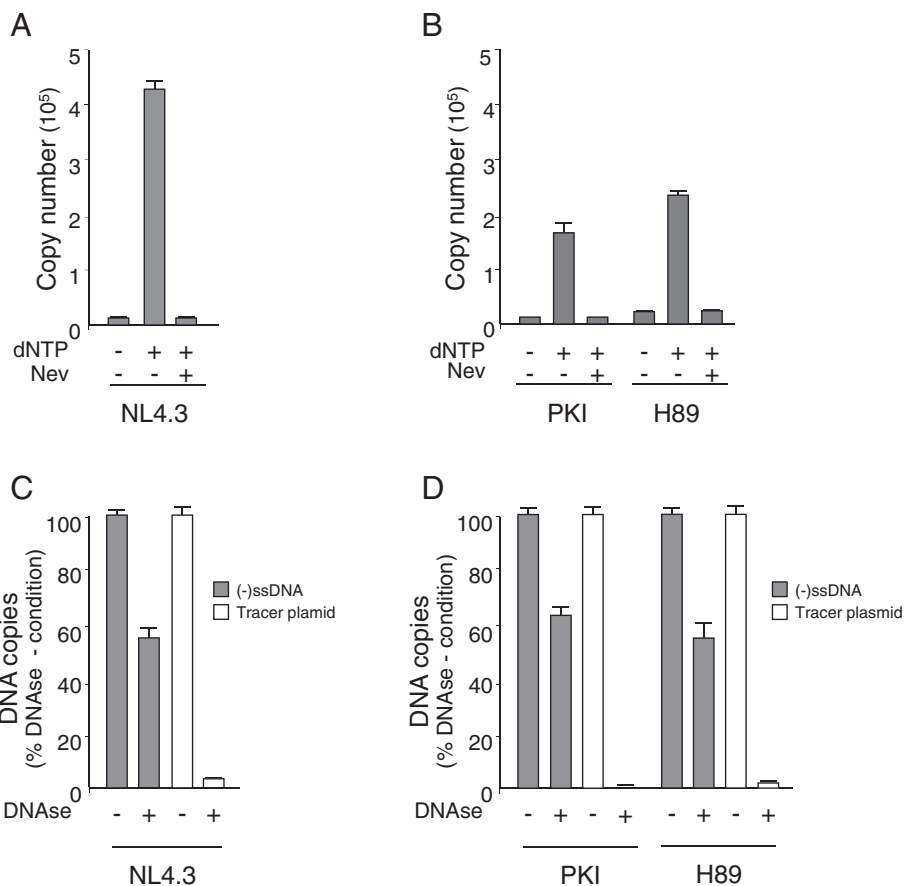 A
Copy number (10⁵)
5
4
3
2
1
0
dNTP - + +
Nev - - +
NL4.3
B
Copy number (10⁵)
5
4
3
2
1
0
dNTP - + + - + +
Nev - - + - - +
PKI H89
C
DNA copies
(% DNAse - condition)
100
80
60
40
20
0
(-)ssDNA
Tracer plamid
DNAse - + - +
NL4.3
D
DNA copies
(% DNAse - condition)
100
80
60
40
20
0
(-)ssDNA
Tracer plasmid
DNAse - + - + - + - +
PKI H89